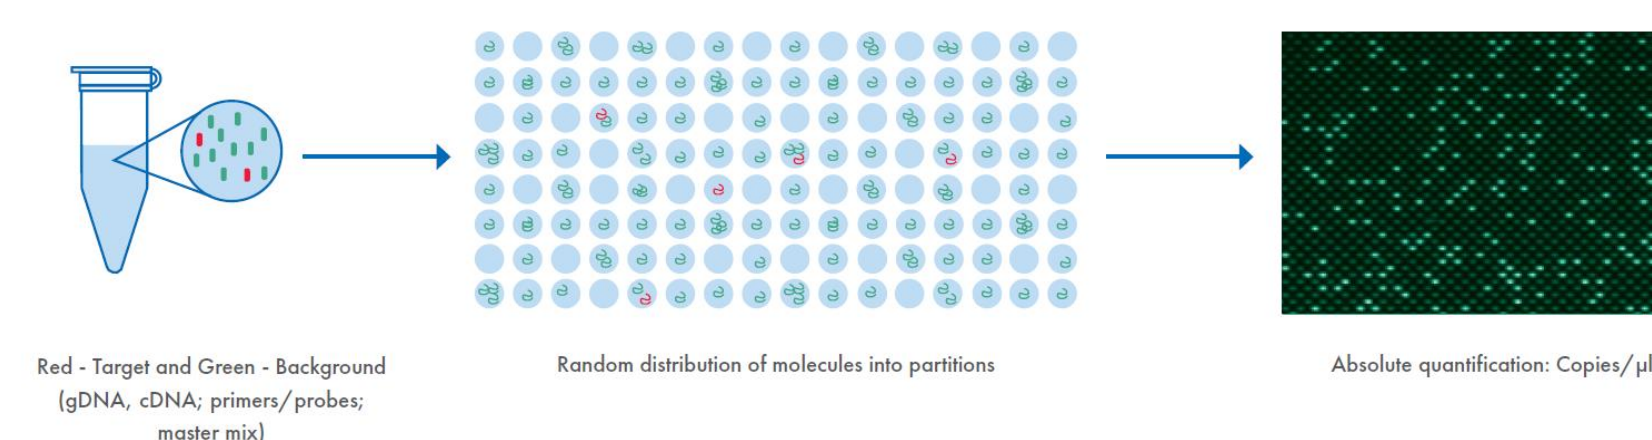 Red - Target and Green - Background
(gDNA, cDNA; primers/probes;
master mix)
Random distribution of molecules into partitions
Absolute quantification: Copies/µl